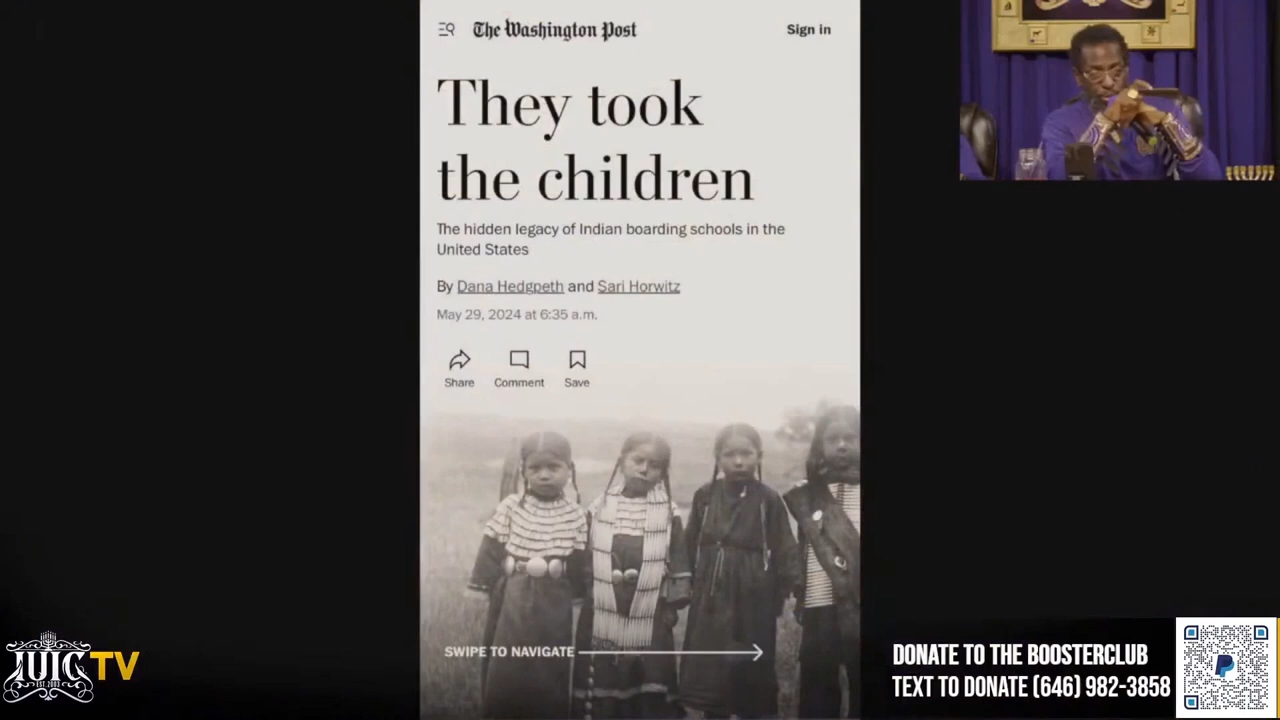 The Washington Post
Sign in
They took
the children
The hidden legacy of Indian boarding schools in the
United States
By Dana Hedgpeth and Sari Horwitz
May 29, 2024 at 6:35 a.m.
Share
Comment
Save
SWIPE TO NAVIGATE
IUIC TV
EST. 2003
DONATE TO THE BOOSTERCLUB
TEXT TO DONATE (646) 982-3858